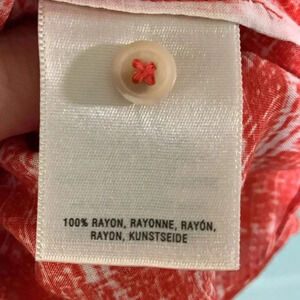 100% RAYON, RAYONNE, RAYÓN,
RAYON, KUNSTSEIDE